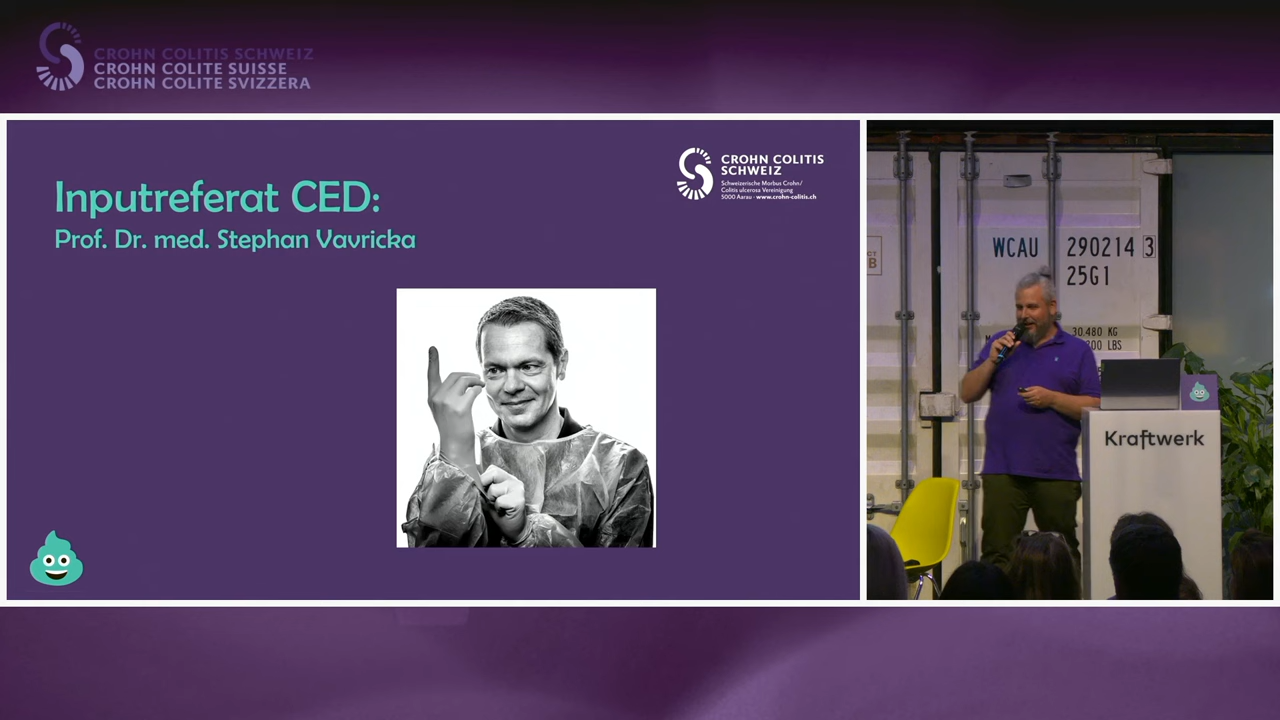 CROHN COLITIS SCHWEIZ
CROHN COLITE SUISSE
CROHN COLITE SVIZZERA
Inputreferat CED:
Prof. Dr. med. Stephan Vavricka
CROHN COLITIS
SCHWEIZ
Schweizerische Morbus Crohn/
Colitis ulcerosa Vereinigung
5000 Aarau · www.crohn-colitis.ch
WCAU 290214 3
25G1
30.480 KG
LBS
Kraftwerk